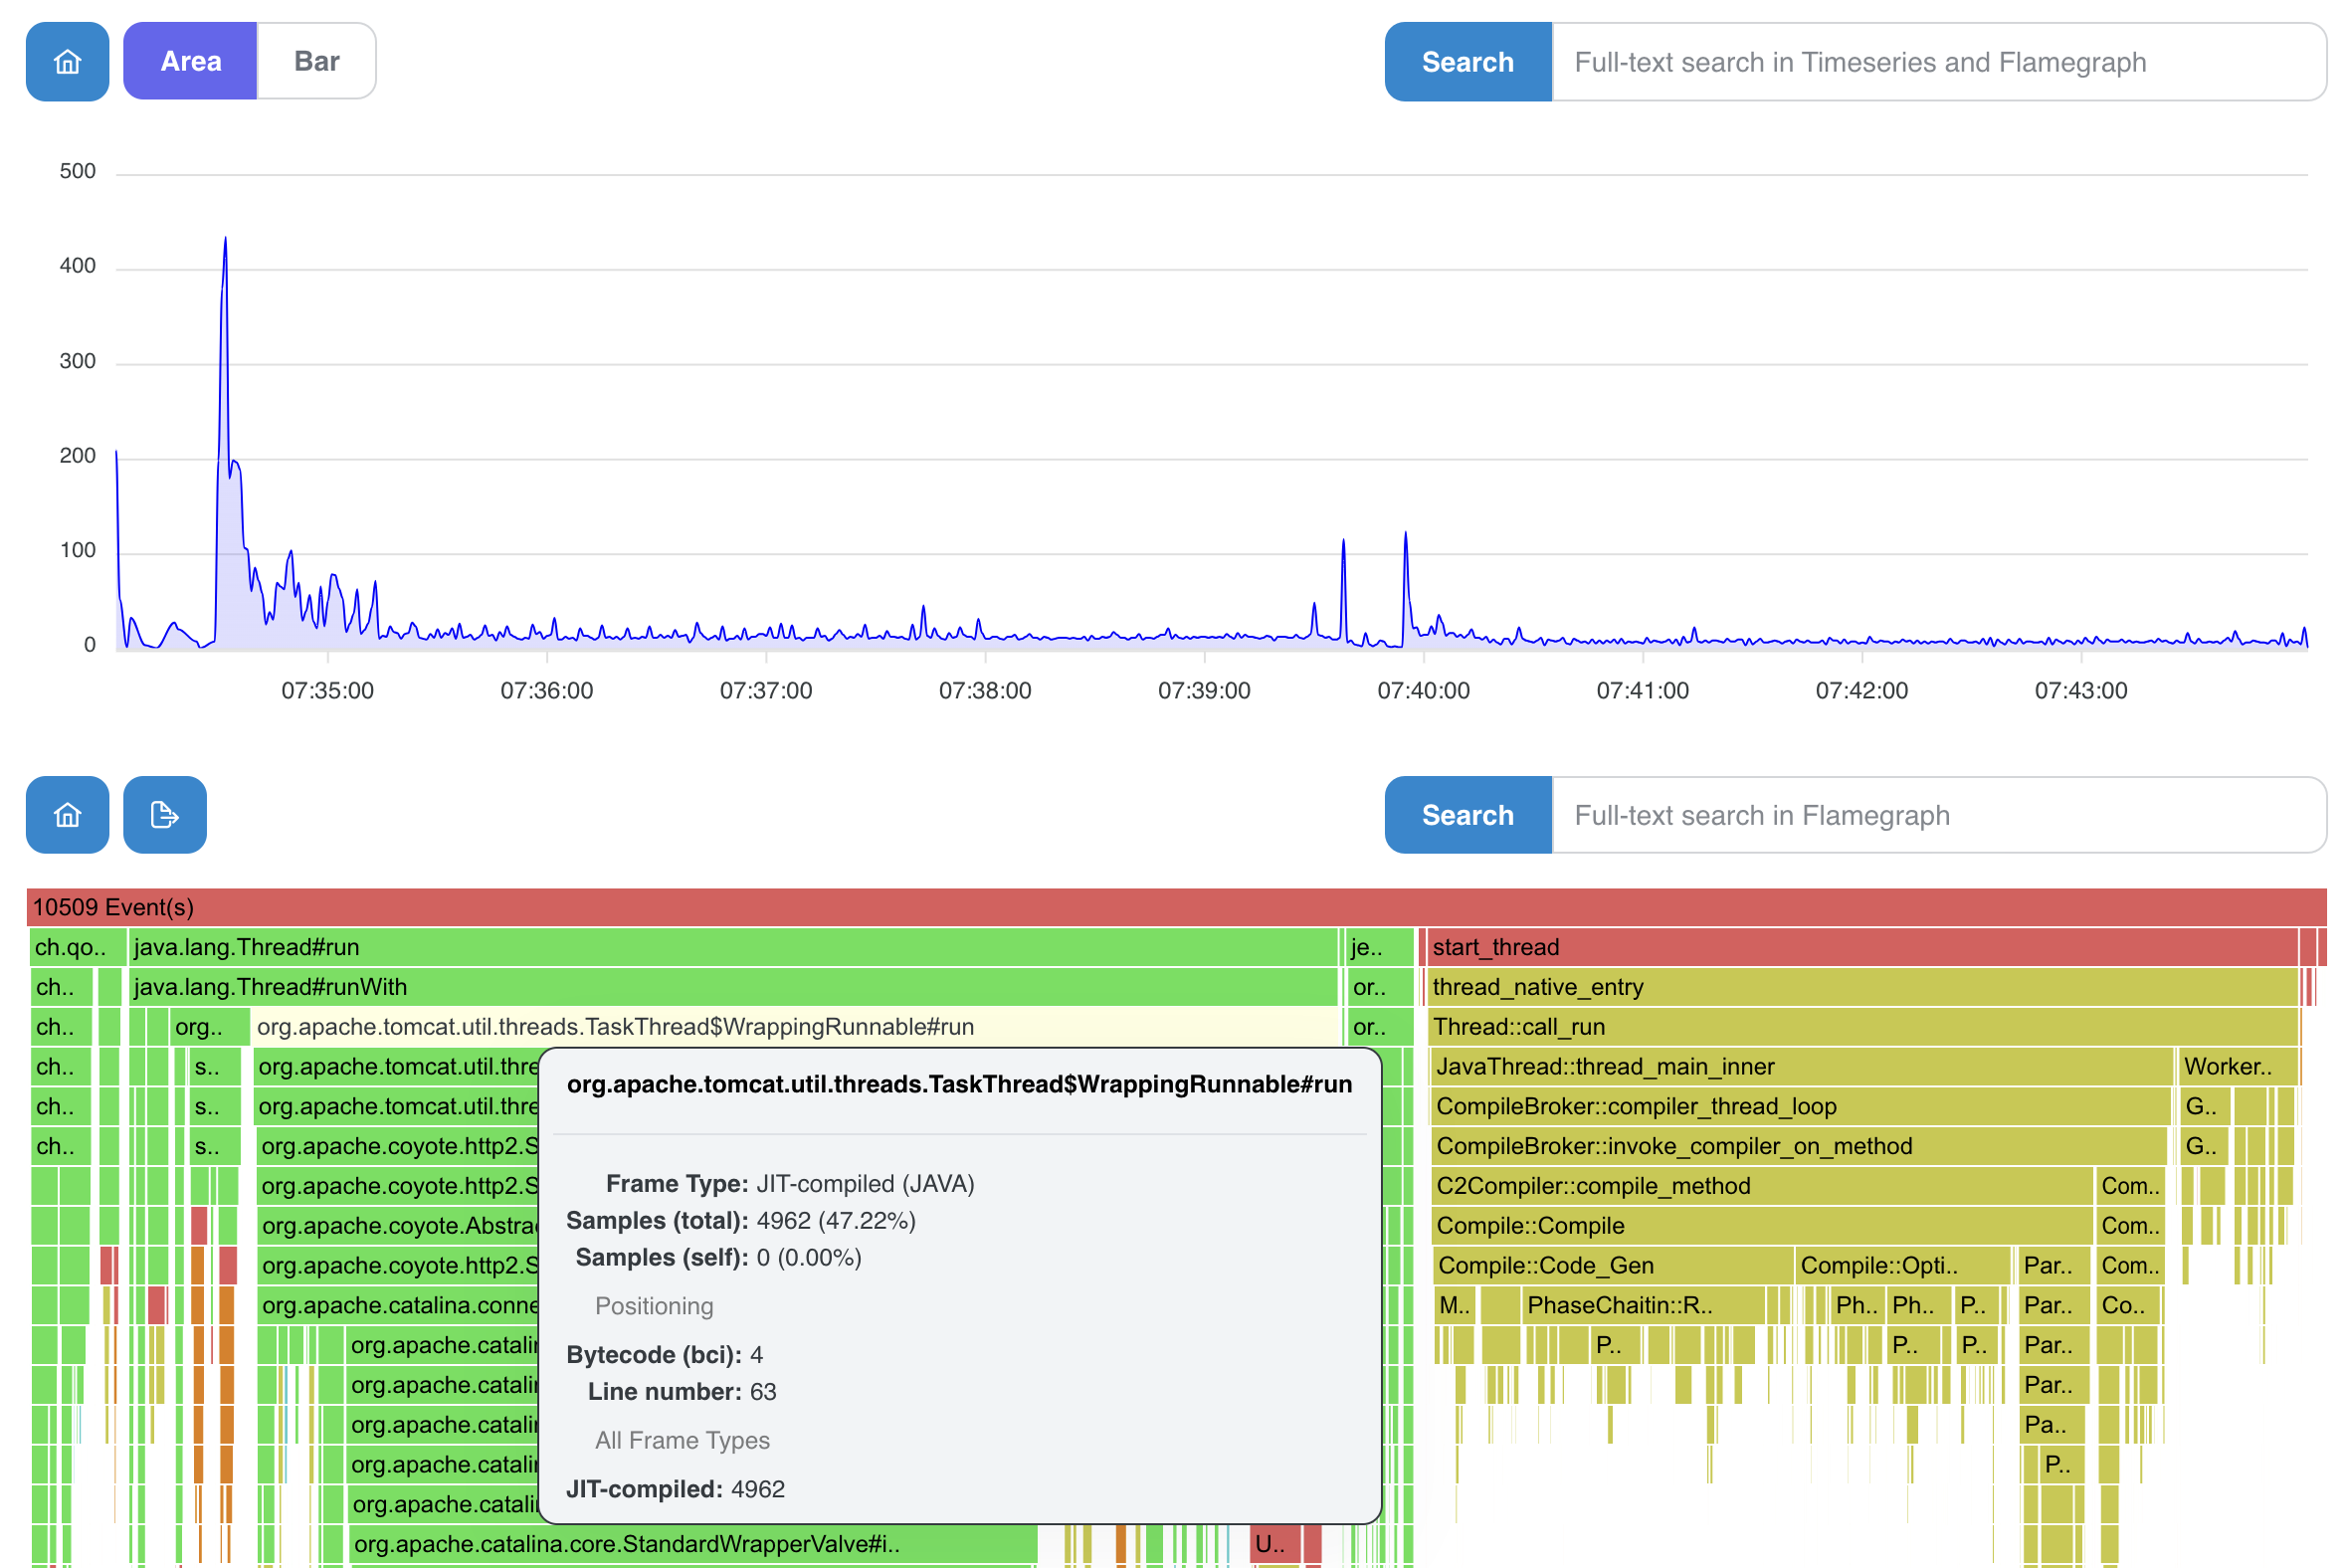 Area Bar Search Full-text search in Timeseries and Flamegraph
500
400
300
200
100
0
07:35:00 07:36:00 07:37:00 07:38:00 07:39:00 07:40:00 07:41:00 07:42:00 07:43:00
Search Full-text search in Flamegraph
10509 Event(s)
ch.qo.. java.lang.Thread#run je.. start_thread
ch.. java.lang.Thread#runWith or.. thread_native_entry
ch.. org.. org.apache.tomcat.util.threads.TaskThread$WrappingRunnable#run or.. Thread::call_run
ch.. s.. org.apache.tomcat.util.thre JavaThread::thread_main_inner Worker..
org.apache.tomcat.util.threads.TaskThread$WrappingRunnable#run
ch.. s.. org.apache.tomcat.util.thre CompileBroker::compiler_thread_loop G..
ch.. s.. org.apache.coyote.http2.S CompileBroker::invoke_compiler_on_method G..
org.apache.coyote.http2.S Frame Type: JIT-compiled (JAVA) C2Compiler::compile_method Com..
org.apache.coyote.Abstra Samples (total): 4962 (47.22%) Compile::Compile Com..
org.apache.coyote.http2.S Samples (self): 0 (0.00%) Compile::Code_Gen Compile::Opti.. Par.. Com..
org.apache.catalina.conne Positioning M.. PhaseChaitin::R.. Ph.. Ph.. P.. Par.. Co..
org.apache.catali Bytecode (bci): 4 P.. P.. P.. Par..
org.apache.catali Line number: 63 Par..
org.apache.catali All Frame Types Pa..
org.apache.catali P..
JIT-compiled: 4962
org.apache.catali
org.apache.catalina.core.StandardWrapperValve#i.. U..